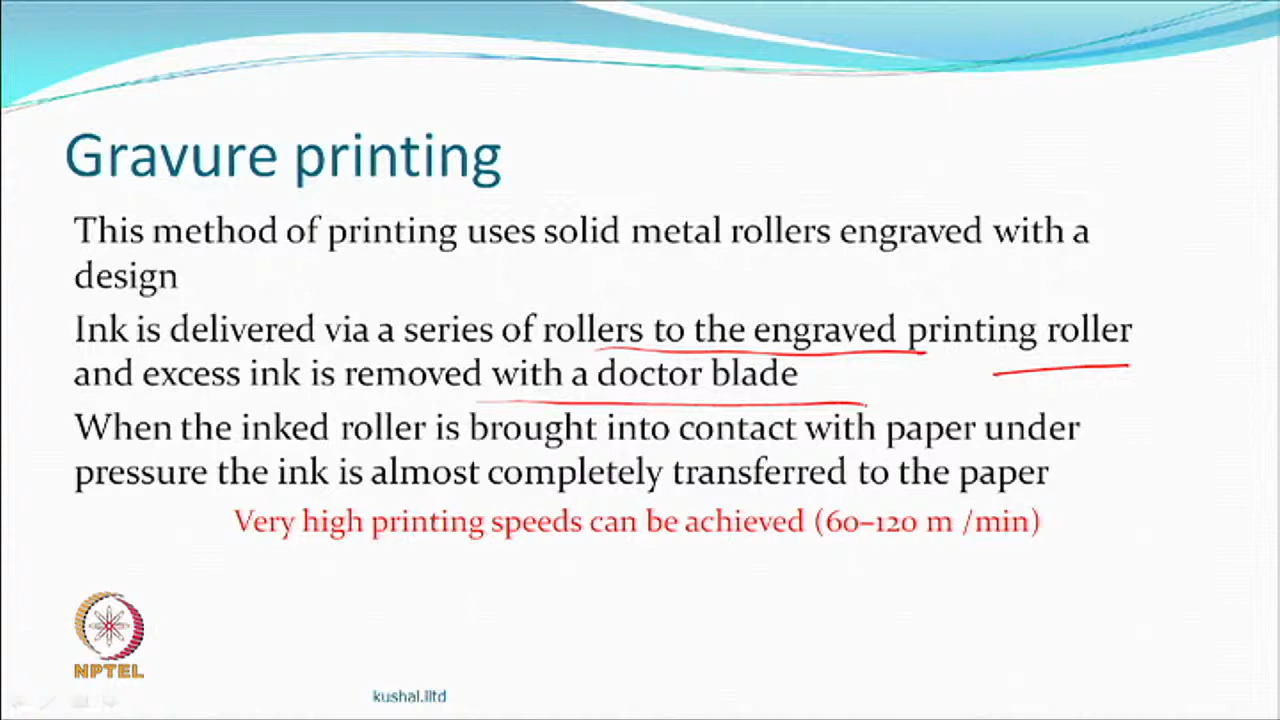 Gravure printing
This method of printing uses solid metal rollers engraved with a
design
Ink is delivered via a series of rollers to the engraved printing roller
and excess ink is removed with a doctor blade
When the inked roller is brought into contact with paper under
pressure the ink is almost completely transferred to the paper
Very high printing speeds can be achieved (60–120 m /min)
NPTEL
kushal.iitd